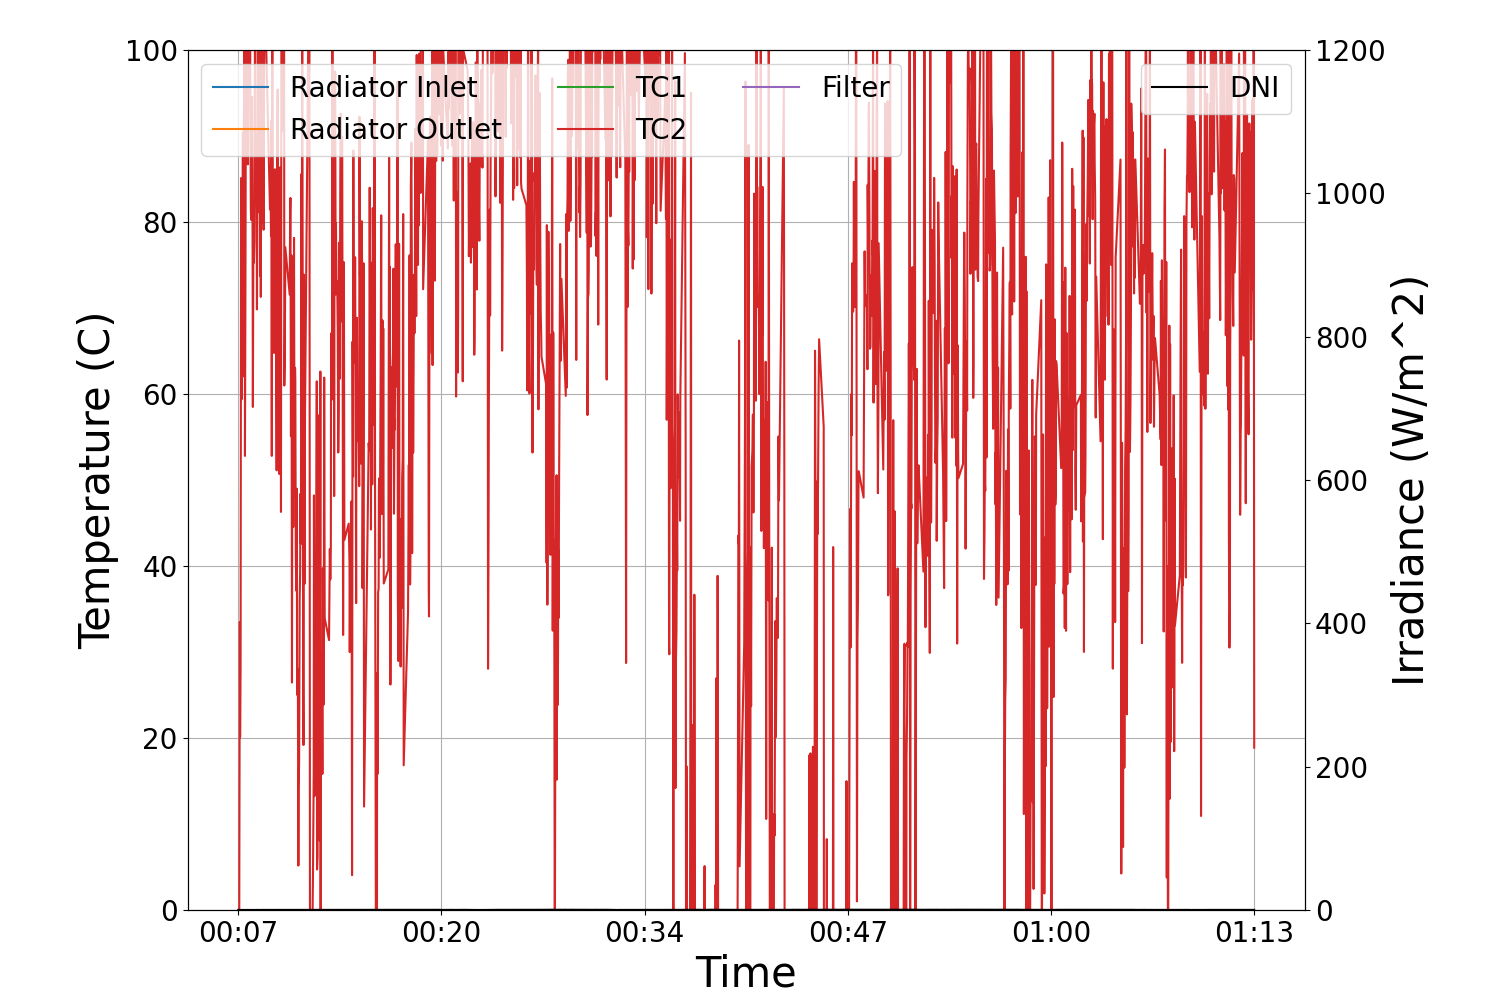 100
80
60
40
20
0
Temperature (C)
Radiator Inlet
Radiator Outlet
TC1
TC2
Filter
DNI
1200
1000
800
600
400
200
0
Irradiance (W/m^2)
00:07
00:20
00:34
00:47
01:00
01:13
Time